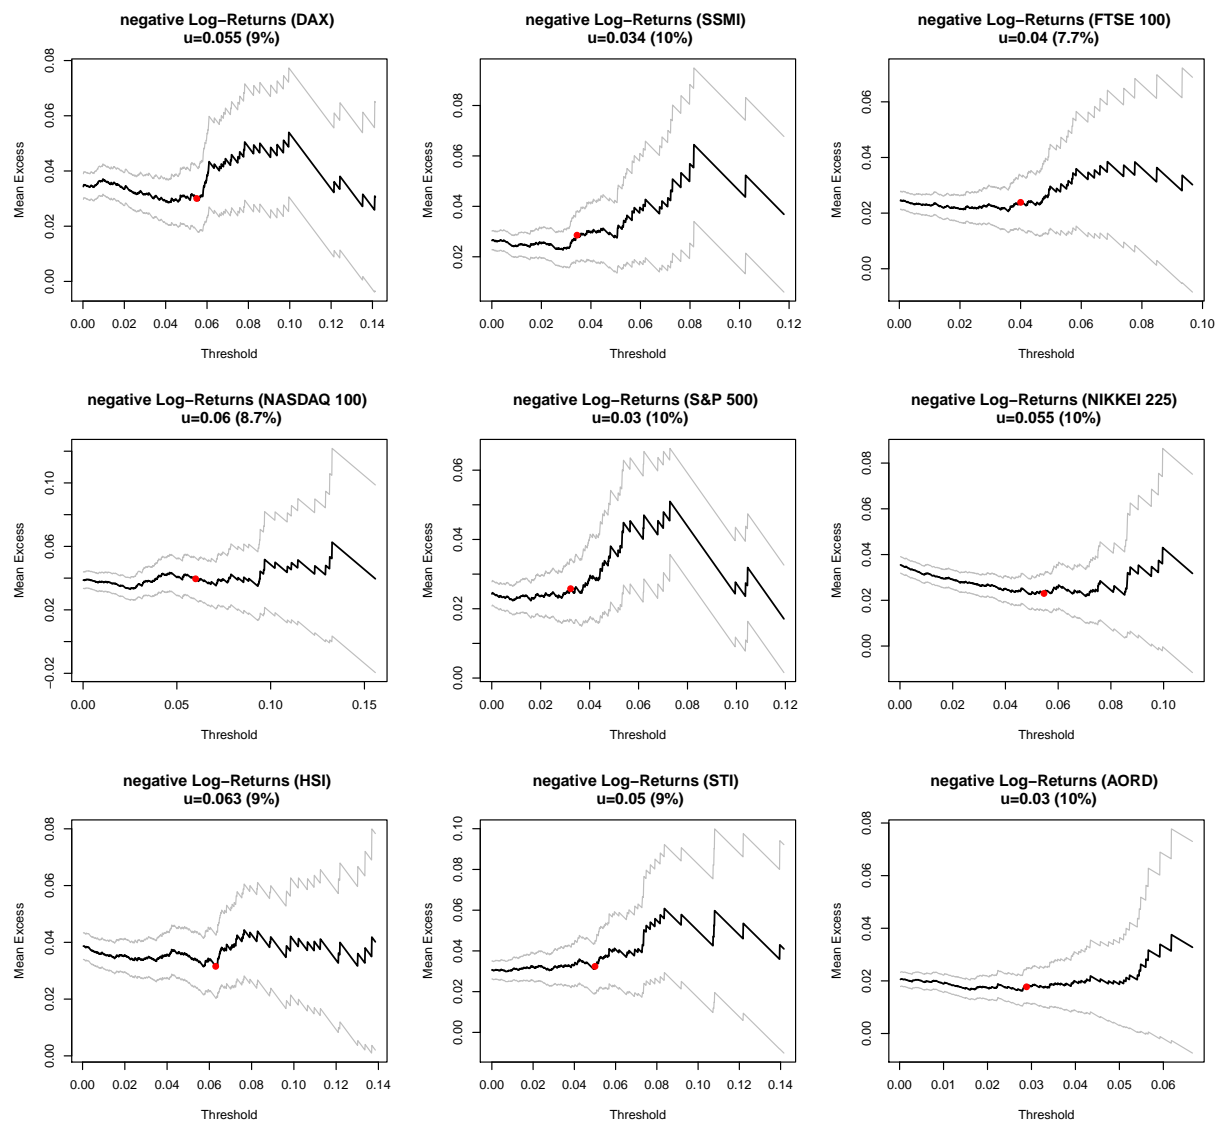 negative Log−Returns (DAX)
u=0.055 (9%)
Mean Excess
0.00 0.02 0.04 0.06 0.08
0.00 0.02 0.04 0.06 0.08 0.10 0.12 0.14
Threshold
negative Log−Returns (SSMI)
u=0.034 (10%)
Mean Excess
0.02 0.04 0.06 0.08
0.00 0.02 0.04 0.06 0.08 0.10 0.12
Threshold
negative Log−Returns (FTSE 100)
u=0.04 (7.7%)
Mean Excess
0.00 0.02 0.04 0.06
0.00 0.02 0.04 0.06 0.08 0.10
Threshold
negative Log−Returns (NASDAQ 100)
u=0.06 (8.7%)
Mean Excess
−0.02 0.02 0.06 0.10
0.00 0.05 0.10 0.15
Threshold
negative Log−Returns (S&P 500)
u=0.03 (10%)
Mean Excess
0.00 0.02 0.04 0.06
0.00 0.02 0.04 0.06 0.08 0.10 0.12
Threshold
negative Log−Returns (NIKKEI 225)
u=0.055 (10%)
Mean Excess
0.00 0.02 0.04 0.06 0.08
0.00 0.02 0.04 0.06 0.08 0.10
Threshold
negative Log−Returns (HSI)
u=0.063 (9%)
Mean Excess
0.00 0.02 0.04 0.06 0.08
0.00 0.02 0.04 0.06 0.08 0.10 0.12 0.14
Threshold
negative Log−Returns (STI)
u=0.05 (9%)
Mean Excess
0.00 0.02 0.04 0.06 0.08 0.10
0.00 0.02 0.04 0.06 0.08 0.10 0.12 0.14
Threshold
negative Log−Returns (AORD)
u=0.03 (10%)
Mean Excess
0.00 0.02 0.04 0.06 0.08
0.00 0.01 0.02 0.03 0.04 0.05 0.06
Threshold